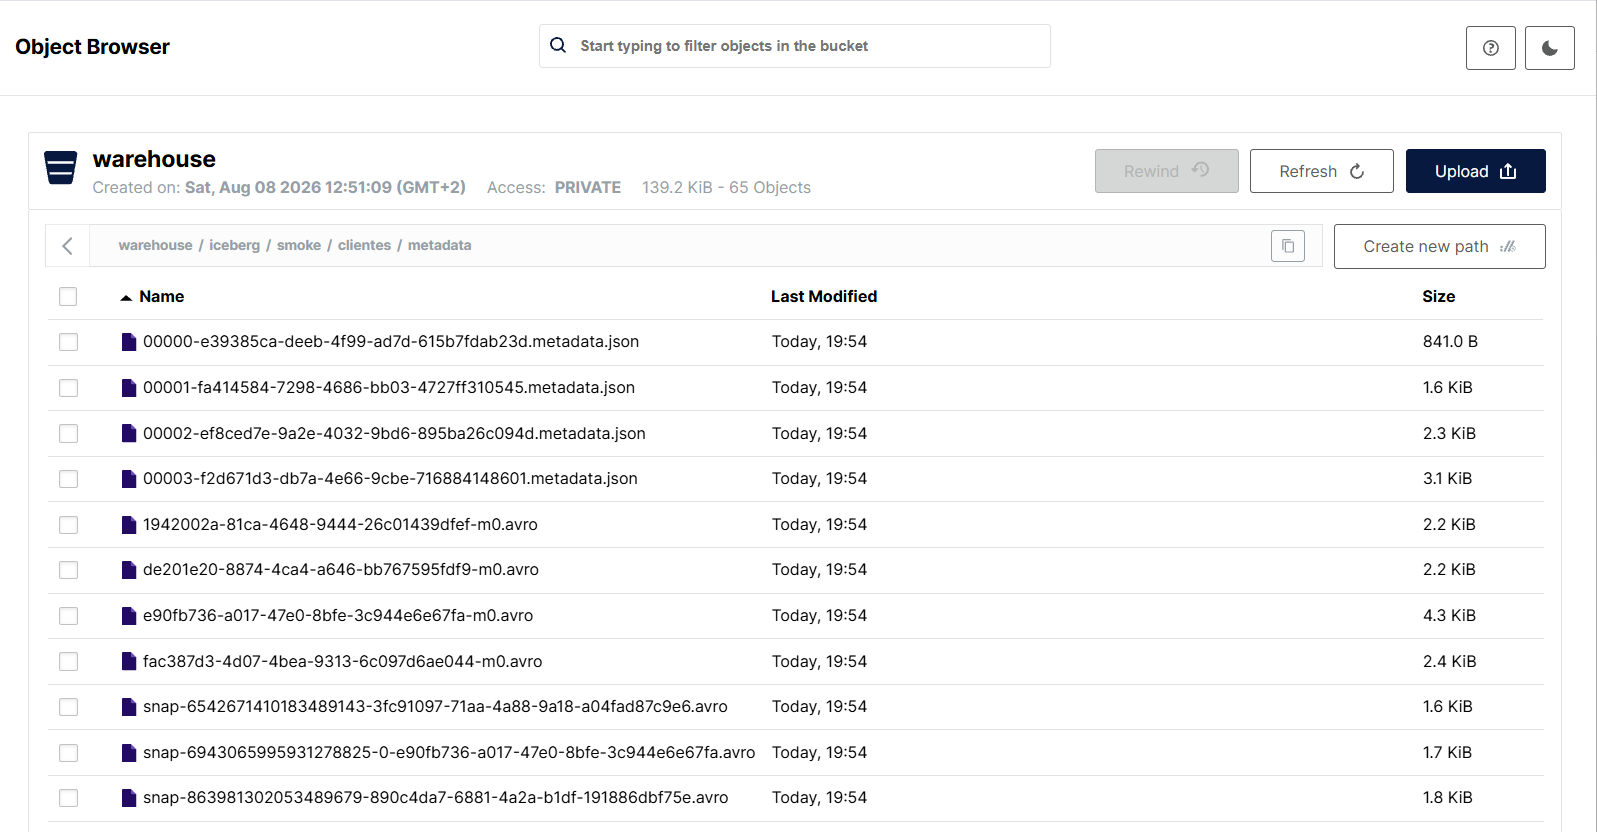 Object Browser
Start typing to filter objects in the bucket
warehouse
Created on: Sat, Aug 08 2026 12:51:09 (GMT+2) Access: PRIVATE 139.2 KiB - 65 Objects
Rewind
Refresh
Upload
warehouse / iceberg / smoke / clientes / metadata
Create new path
Name Last Modified Size
00000-e39385ca-deeb-4f99-ad7d-615b7fdab23d.metadata.json Today, 19:54 841.0 B
00001-fa414584-7298-4686-bb03-4727ff310545.metadata.json Today, 19:54 1.6 KiB
00002-ef8ced7e-9a2e-4032-9bd6-895ba26c094d.metadata.json Today, 19:54 2.3 KiB
00003-f2d671d3-db7a-4e66-9cbe-716884148601.metadata.json Today, 19:54 3.1 KiB
1942002a-81ca-4648-9444-26c01439dfef-m0.avro Today, 19:54 2.2 KiB
de201e20-8874-4ca4-a646-bb767595fdf9-m0.avro Today, 19:54 2.2 KiB
e90fb736-a017-47e0-8bfe-3c944e6e67fa-m0.avro Today, 19:54 4.3 KiB
fac387d3-4d07-4bea-9313-6c097d6ae044-m0.avro Today, 19:54 2.4 KiB
snap-6542671410183489143-3fc91097-71aa-4a88-9a18-a04fad87c9e6.avro Today, 19:54 1.6 KiB
snap-6943065995931278825-0-e90fb736-a017-47e0-8bfe-3c944e6e67fa.avro Today, 19:54 1.7 KiB
snap-863981302053489679-890c4da7-6881-4a2a-b1df-191886dbf75e.avro Today, 19:54 1.8 KiB